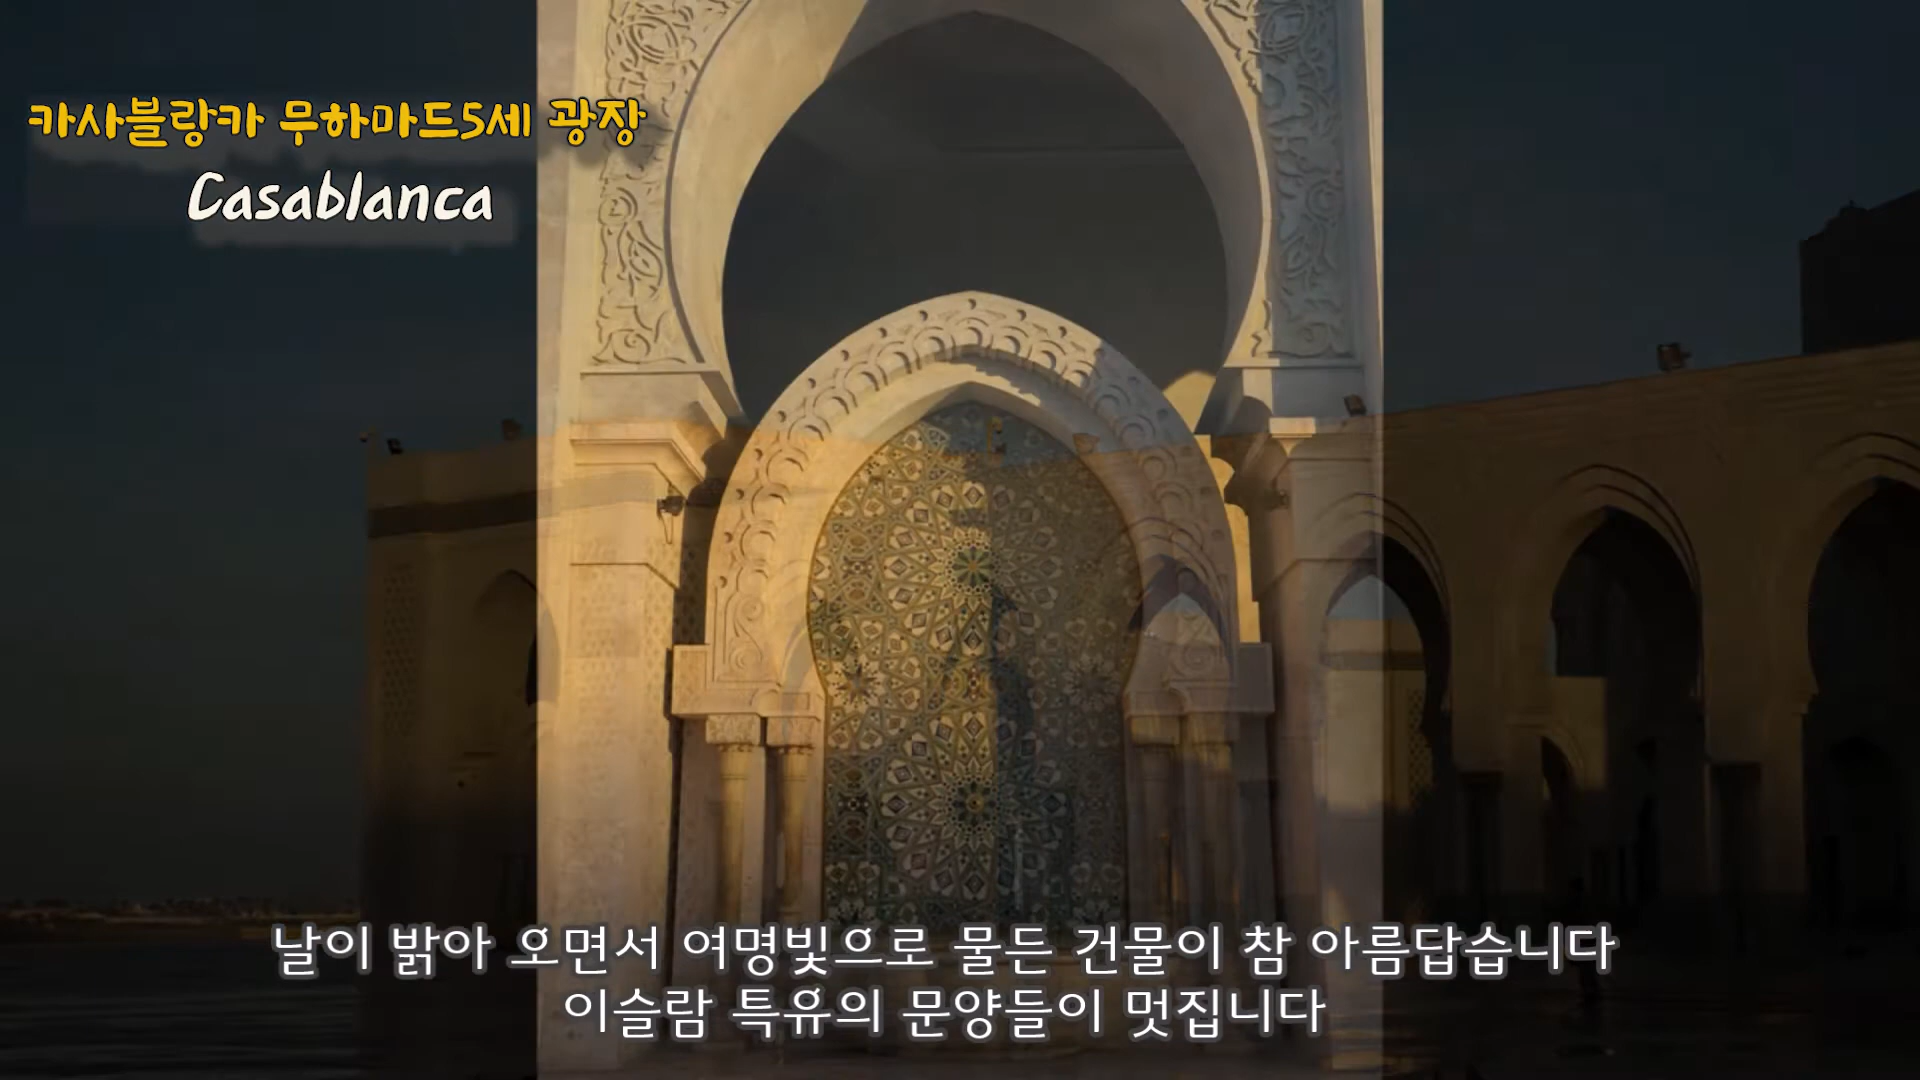 카사블랑카 무하마드5세 광장
Casablanca
날이 밝아 오면서 여명빛으로 물든 건물이 참 아름답습니다
이슬람 특유의 문양들이 멋집니다